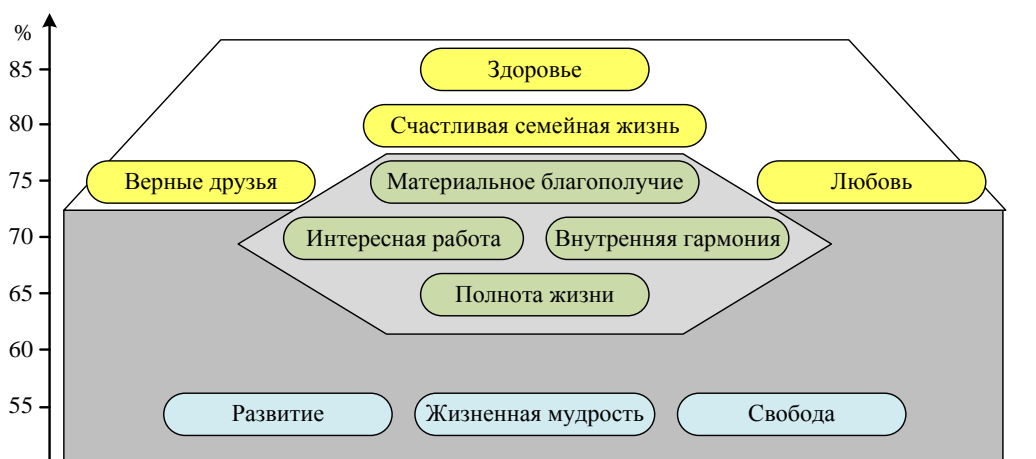 %
85
Здоровье
80
Счастливая семейная жизнь
75
Верные друзья
Материальное благополучие
Любовь
70
Интересная работа
Внутренняя гармония
65
Полнота жизни
60
55
Развитие
Жизненная мудрость
Свобода